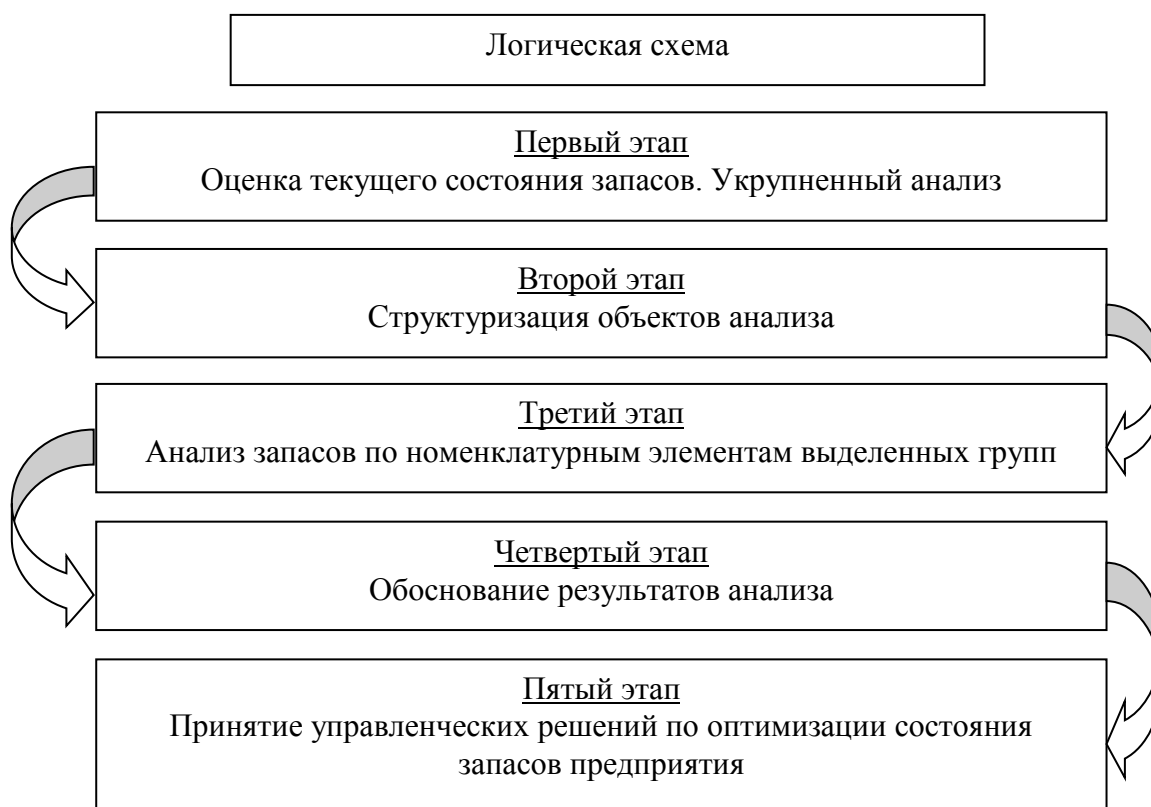 Логическая схема
Первый этап
Оценка текущего состояния запасов. Укрупненный анализ
Второй этап
Структуризация объектов анализа
Третий этап
Анализ запасов по номенклатурным элементам выделенных групп
Четвертый этап
Обоснование результатов анализа
Пятый этап
Принятие управленческих решений по оптимизации состояния
запасов предприятия